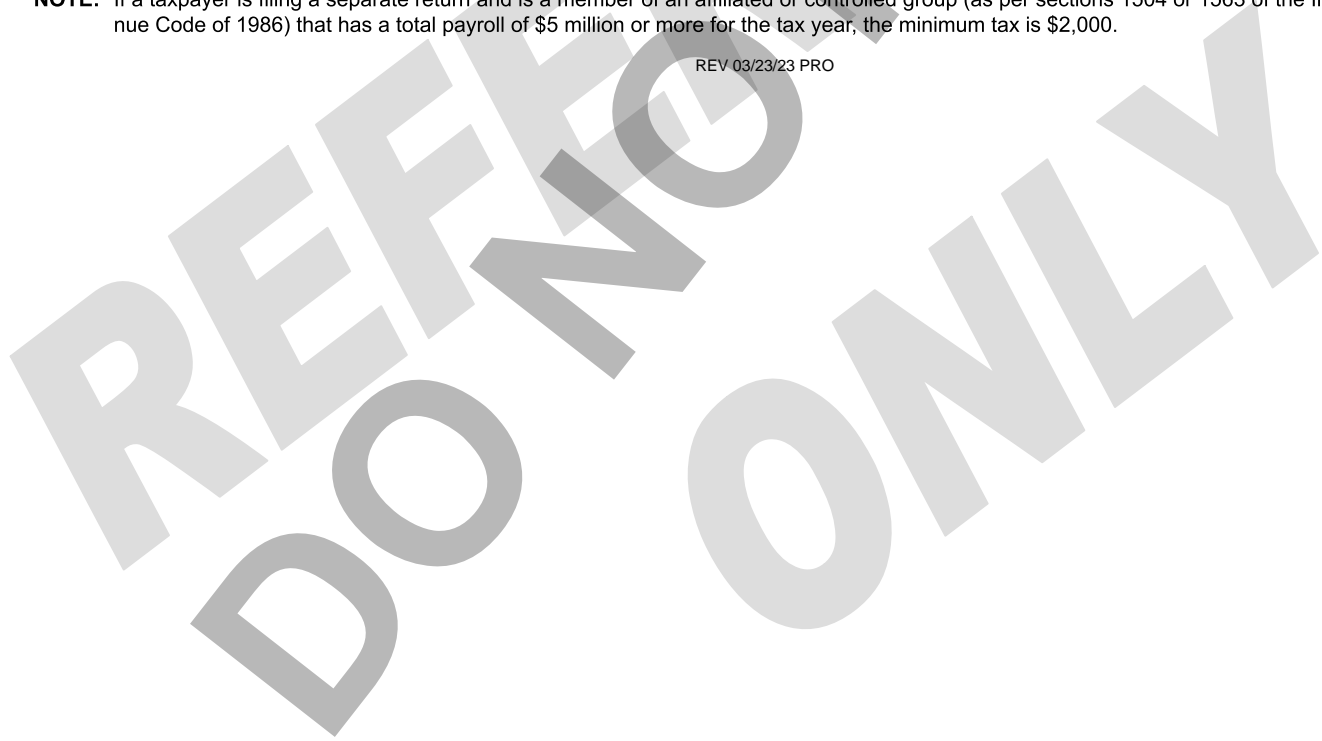 NOTE: If a taxpayer is filing a separate return and is a member of an affiliated or controlled group (as per sections 1504 or 1563 of the
nue Code of 1986) that has a total payroll of $5 million or more for the tax year, the minimum tax is $2,000.
REV 03/23/23 PRO
DO NO
ONLY